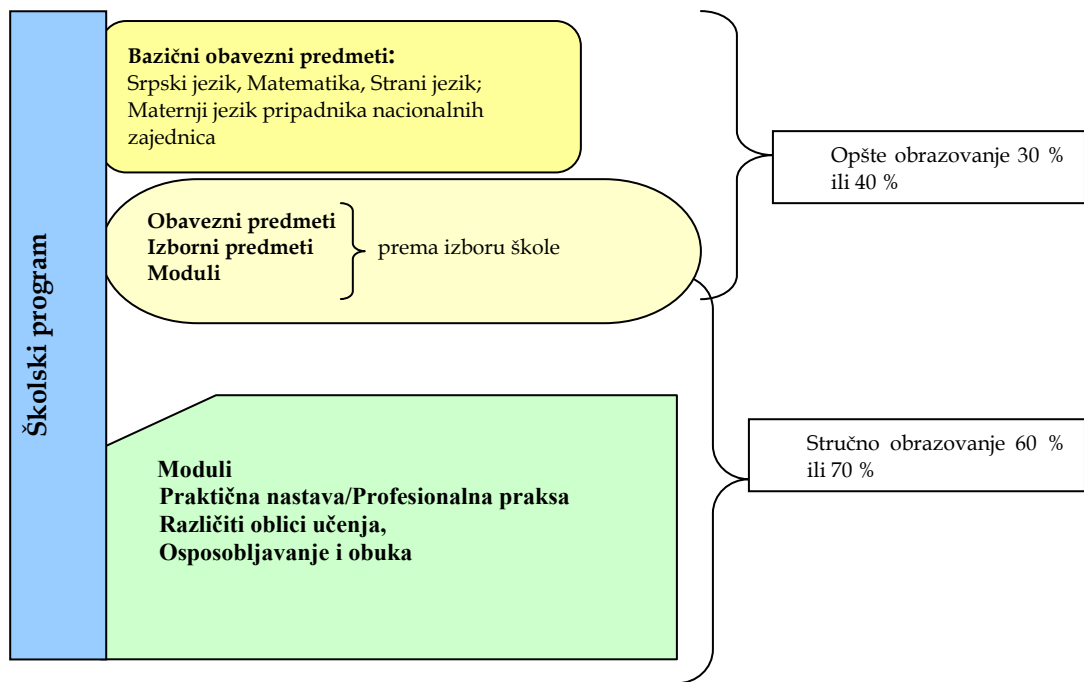 Školski program
Bazični obavezni predmeti:
Srpski jezik, Matematika, Strani jezik;
Maternji jezik pripadnika nacionalnih
zajednica
Obavezni predmeti
Izborni predmeti
Moduli
prema izboru škole
Opšte obrazovanje 30 %
ili 40 %
Moduli
Praktična nastava/Profesionalna praksa
Različiti oblici učenja,
Osposobljavanje i obuka
Stručno obrazovanje 60 %
ili 70 %